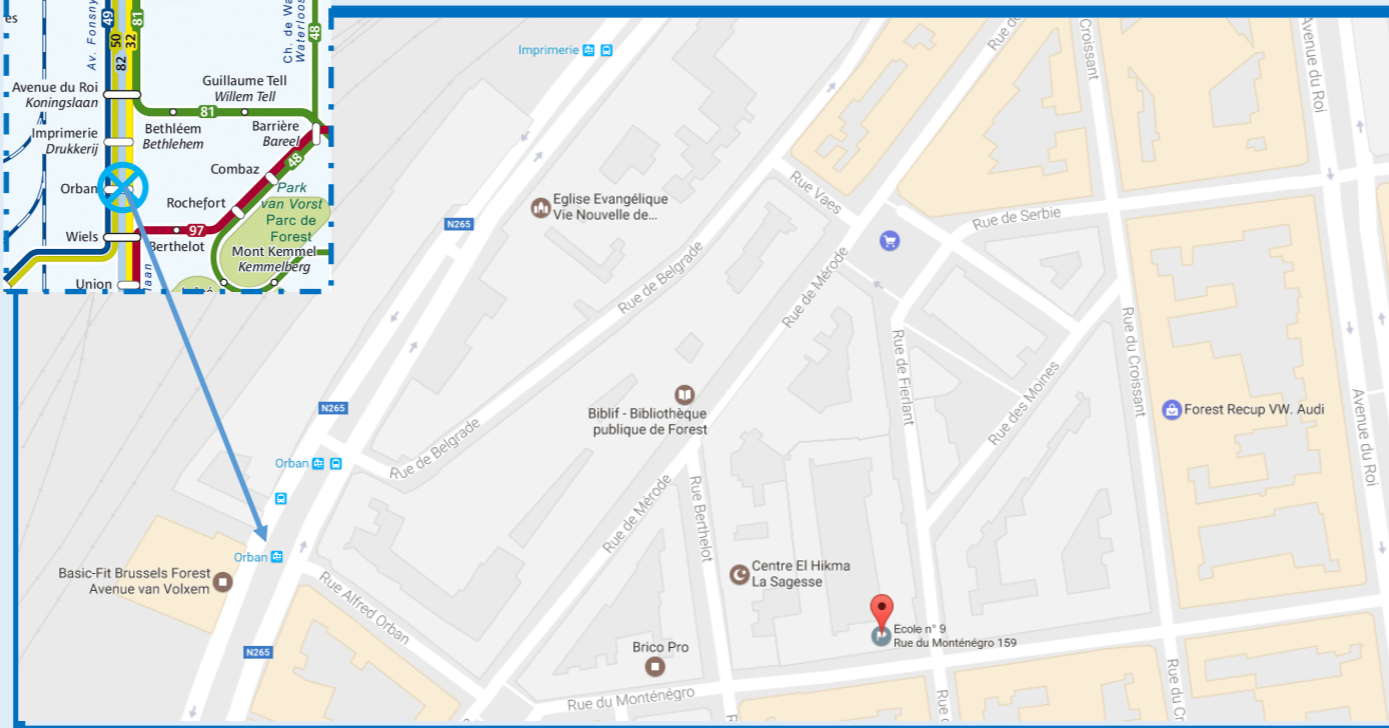 es
Av. Fonsny
49
81
50
32
82
Ch. de Wa
Waterloos
48
Avenue du Roi
Koningslaan
Guillaume Tell
Willem Tell
81
Imprimerie
Drukkerij
Bethléem
Bethlehem
Barrière
Bareel
48
Combaz
Orban
Rochefort
Park
van Vorst
Parc de
Forest
Wiels
97
Berthelot
Mont Kemmel
Kemmelberg
Union
laan
Imprimerie
N265
Eglise Evangélique
Vie Nouvelle de...
Rue de Belgrade
Rue Vaes
Rue de
Croissant
Avenue du Roi
Rue de Serbie
Rue de Mérode
Rue de Fierlant
Rue des Moines
Rue du Croissant
Forest Recup VW. Audi
Avenue du Roi
N265
Biblif - Bibliothèque
publique de Forest
Orban
Rue de Belgrade
Rue de Mérode
Rue Berthelot
Orban
Basic-Fit Brussels Forest
Avenue van Volxem
Rue Alfred Orban
Centre El Hikma
La Sagesse
Ecole n° 9
Rue du Monténégro 159
N265
Brico Pro
Rue du Monténégro
Rue du Cr